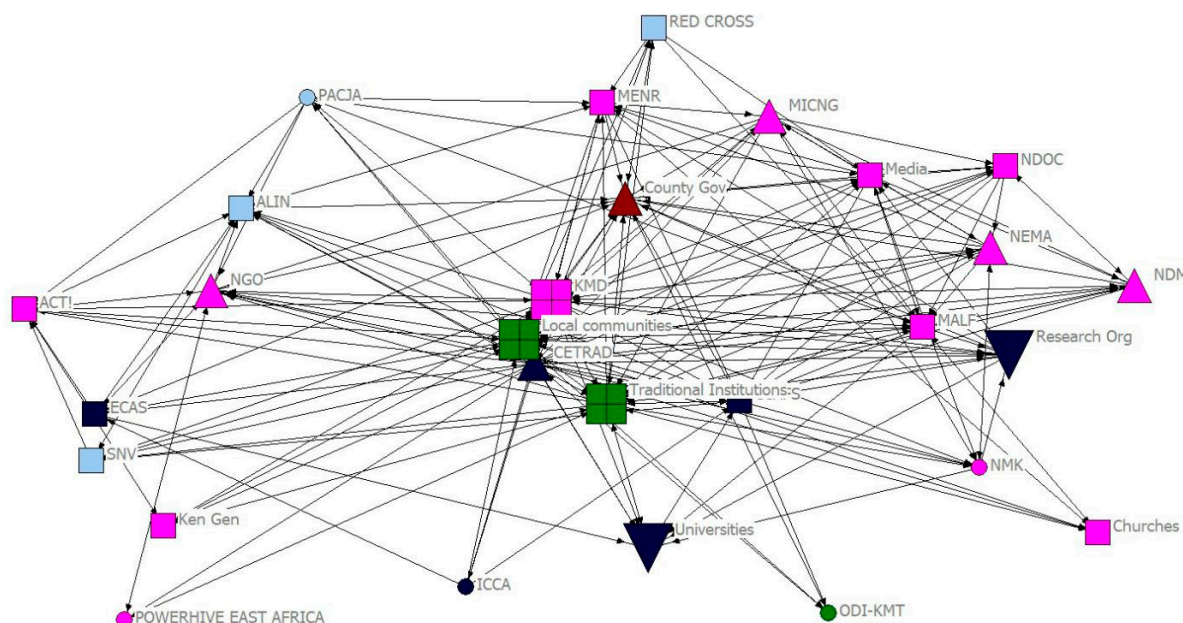 RED CROSS
PACJA
MENR
MICNG
Media
NDOC
County Gov
ALIN
NEMA
NGO
KMD
NDM
ACT!
Local communities
MALF
Research Org
CETRAD
Traditional Institutions
S
ECAS
SNV
NMK
Ken Gen
Universities
Churches
ICCA
POWERHIVE EAST AFRICA
ODI-KMT